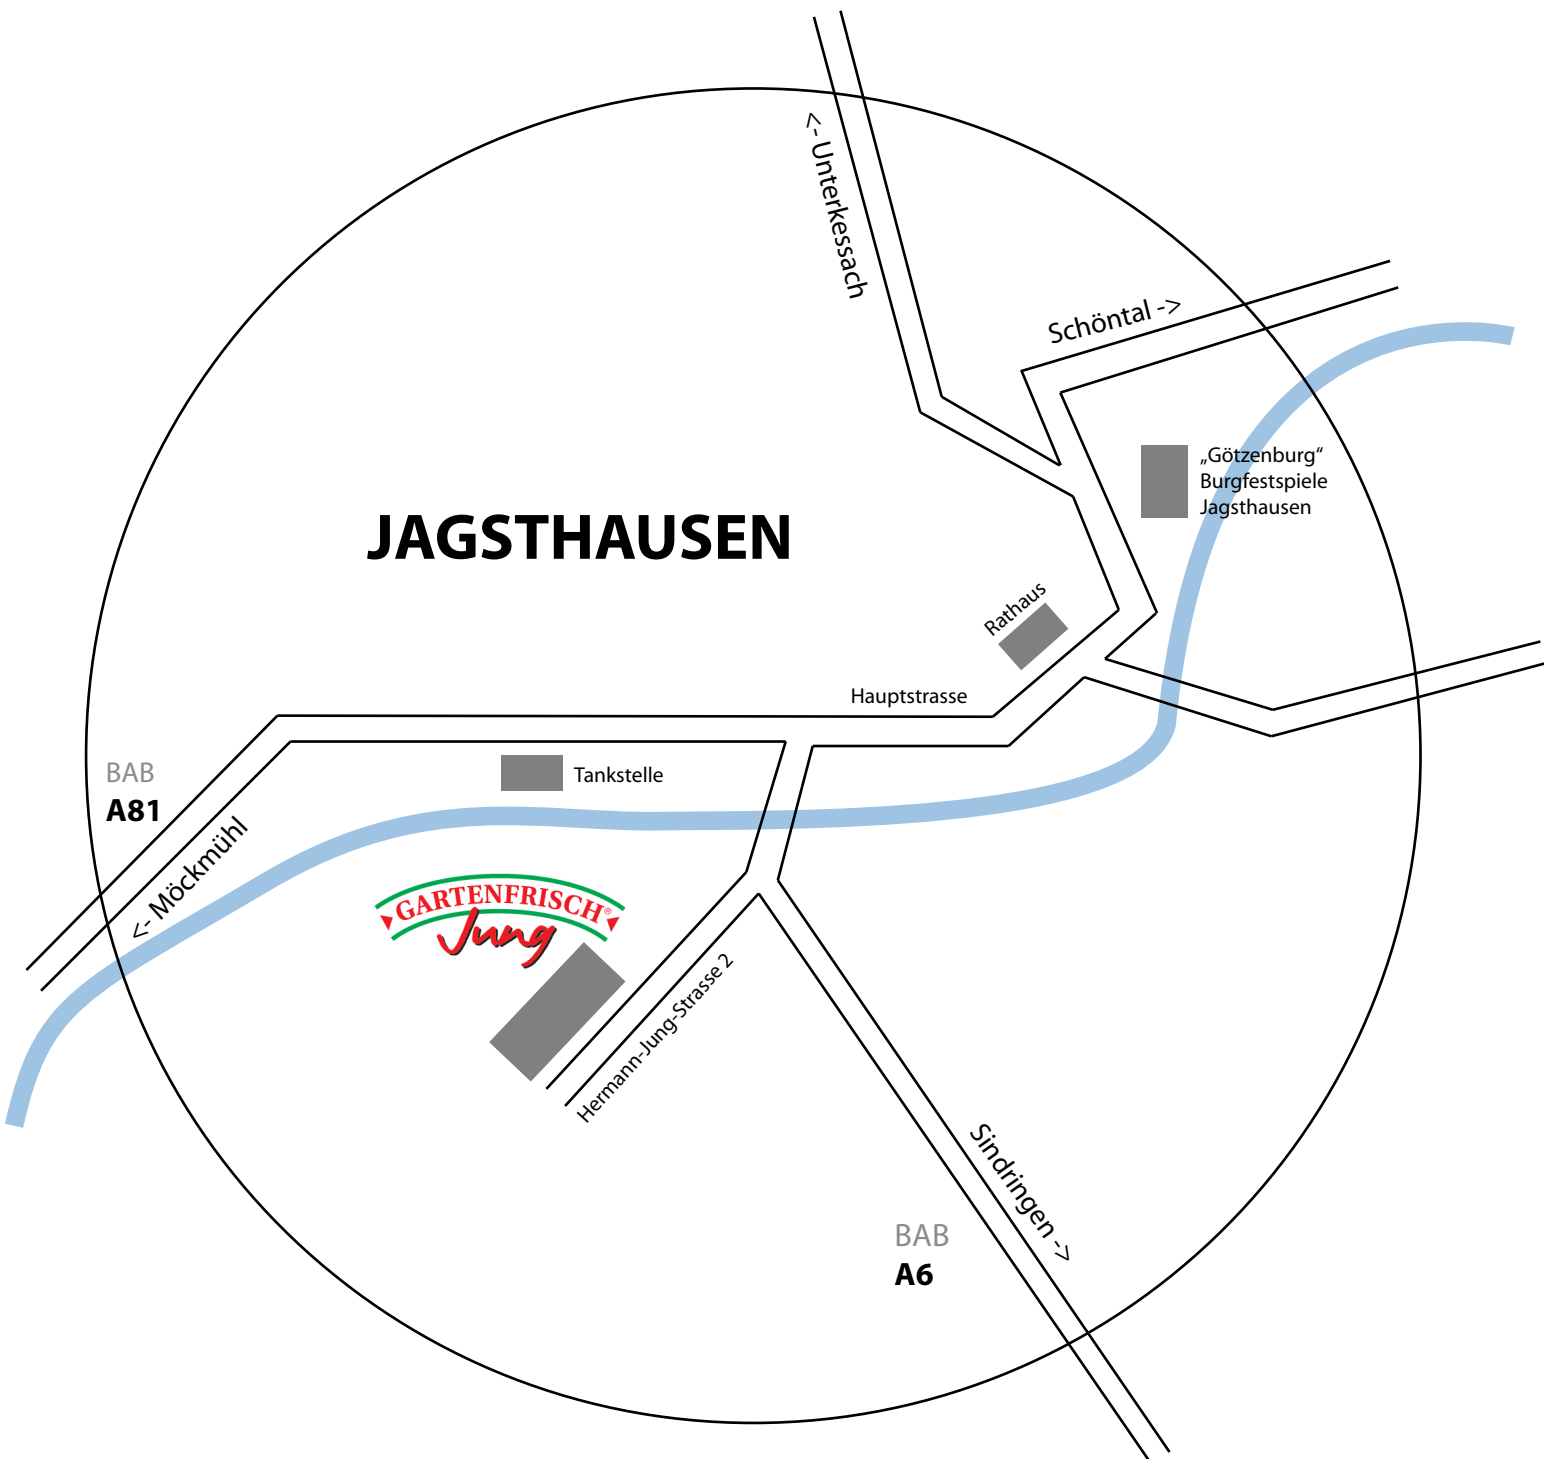 <- Unterkessach
Schöntal ->
„Götzenburg“
Burgfestspiele
Jagsthausen
JAGSTHAUSEN
Rathaus
Hauptstrasse
BAB
A81
Tankstelle
<- Möckmühl
GARTENFRISCH®
Jung
Hermann-Jung-Strasse 2
Sindringen ->
BAB
A6